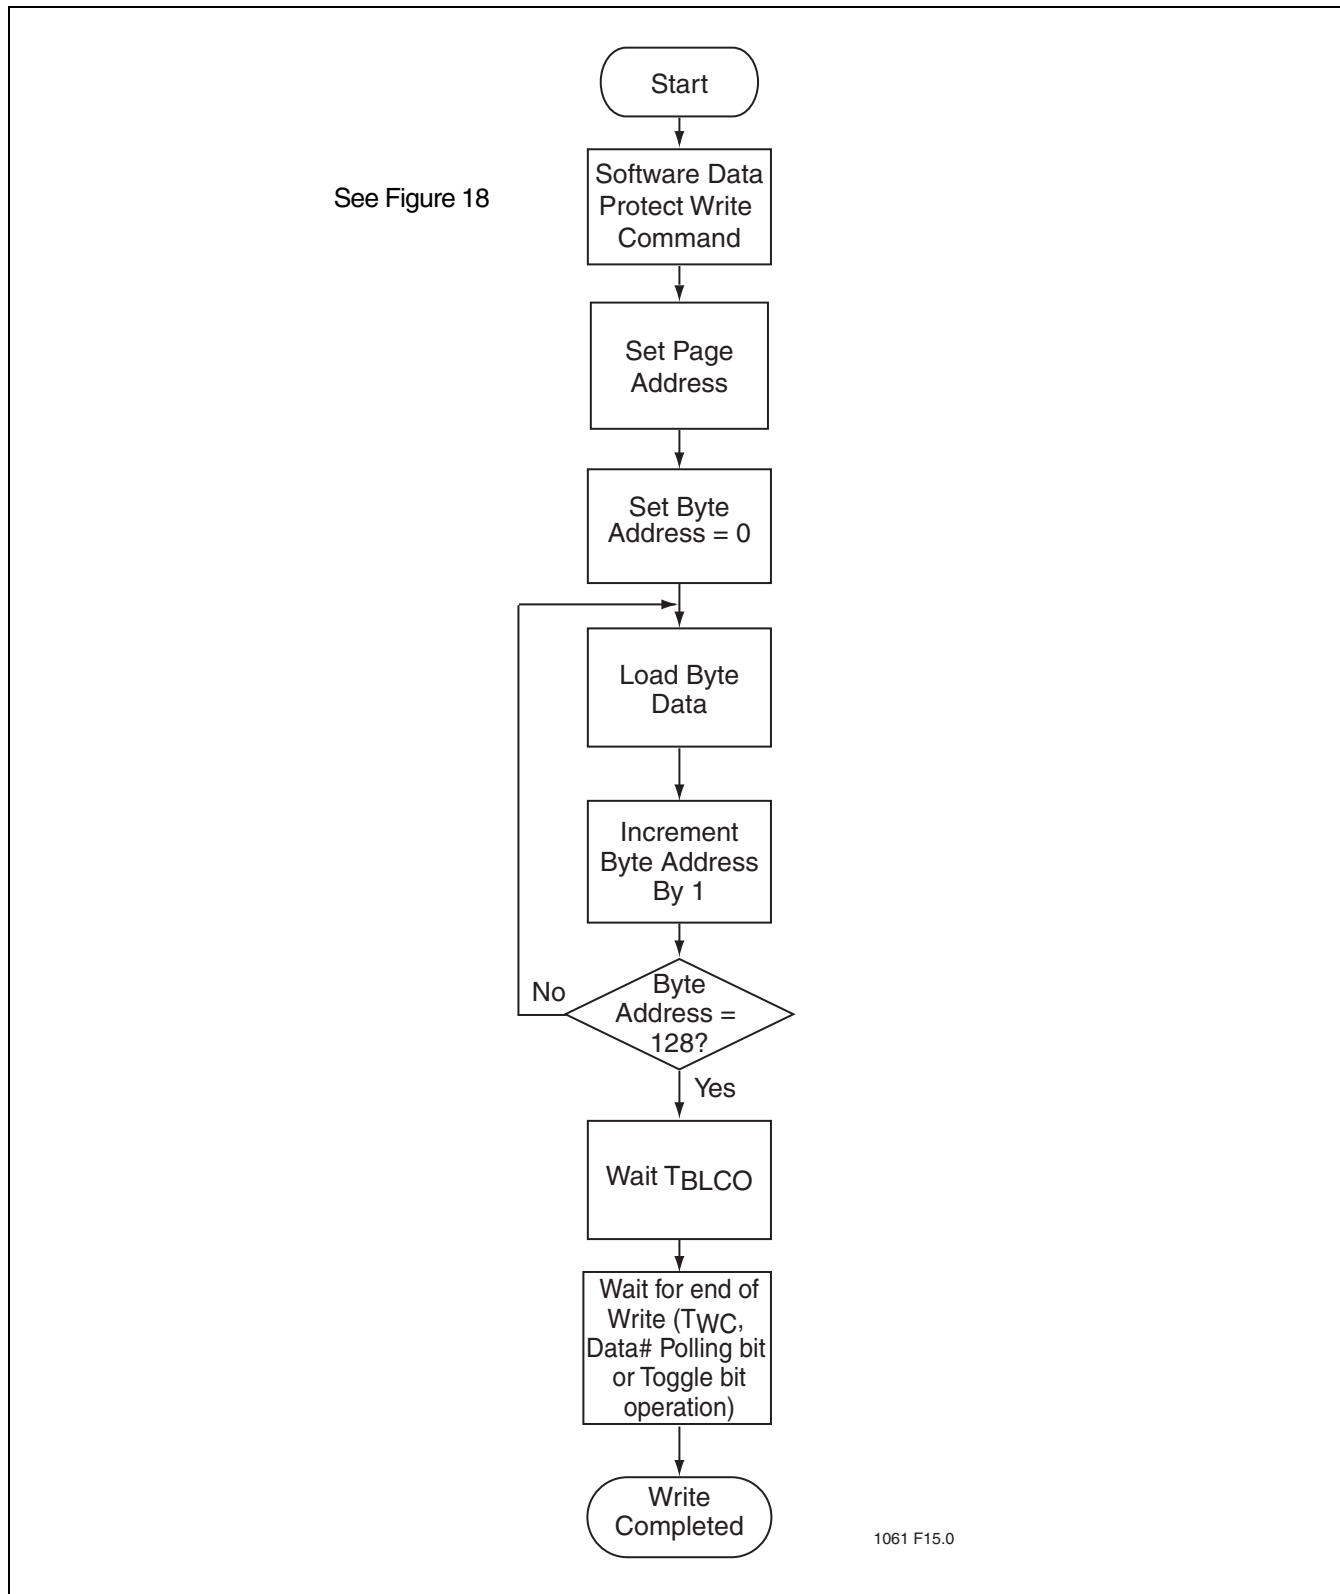 Start
See Figure 18
Software Data
Protect Write
Command
Set Page
Address
Set Byte
Address = 0
Load Byte
Data
Increment
Byte Address
By 1
Byte
Address =
128?
No
Yes
Wait TBLCO
Wait for end of
Write (TWC,
Data# Polling bit
or Toggle bit
operation)
Write
Completed
1061 F15.0